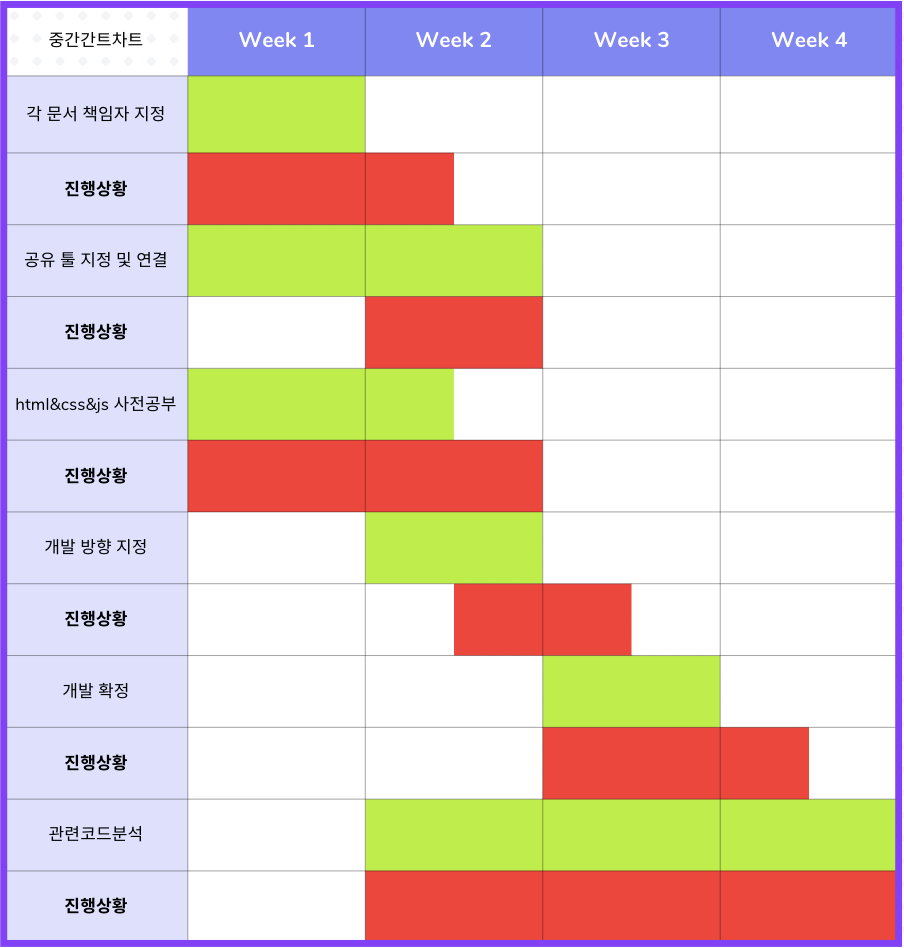 중간간트차트
Week 1
Week 2
Week 3
Week 4
각 문서 책임자 지정
진행상황
공유 툴 지정 및 연결
진행상황
html&css&js 사전공부
진행상황
개발 방향 지정
진행상황
개발 확정
진행상황
관련코드분석
진행상황